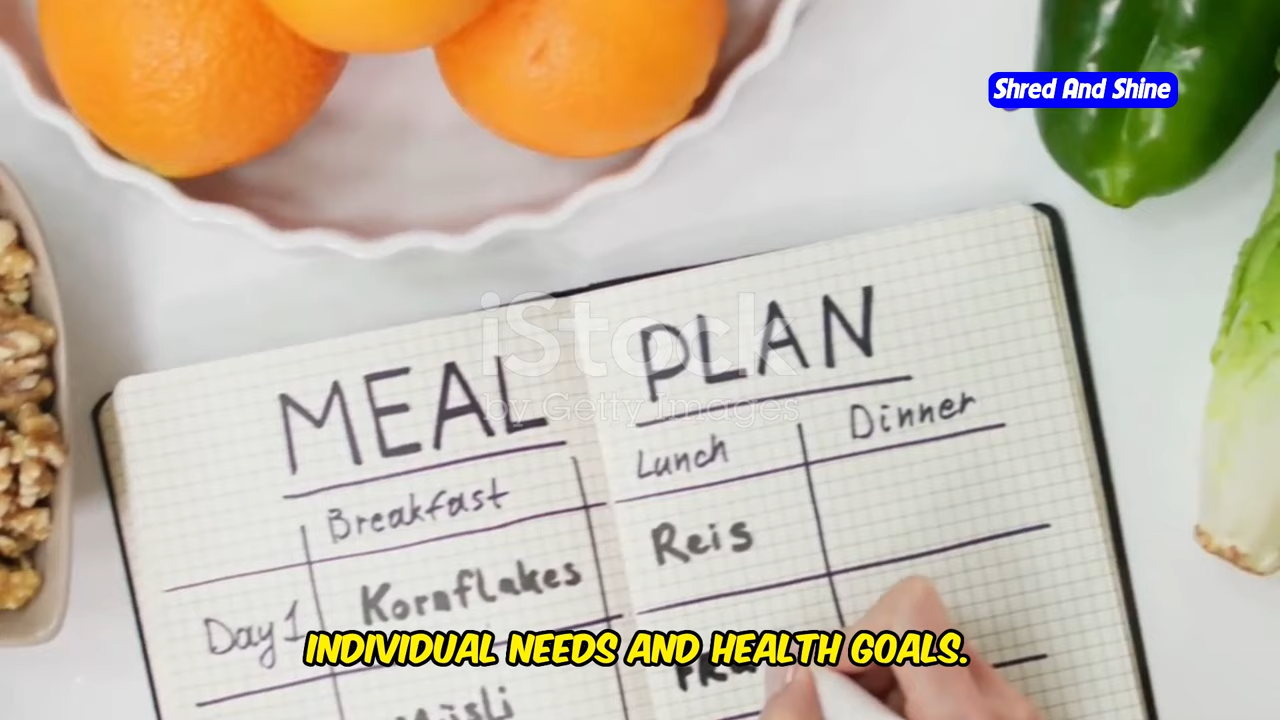 Shred And Shine
iStock
by Getty Images
MEAL PLAN
Breakfast Lunch Dinner
Day 1 Kornflakes Reis
Müsli
INDIVIDUAL NEEDS AND HEALTH GOALS.